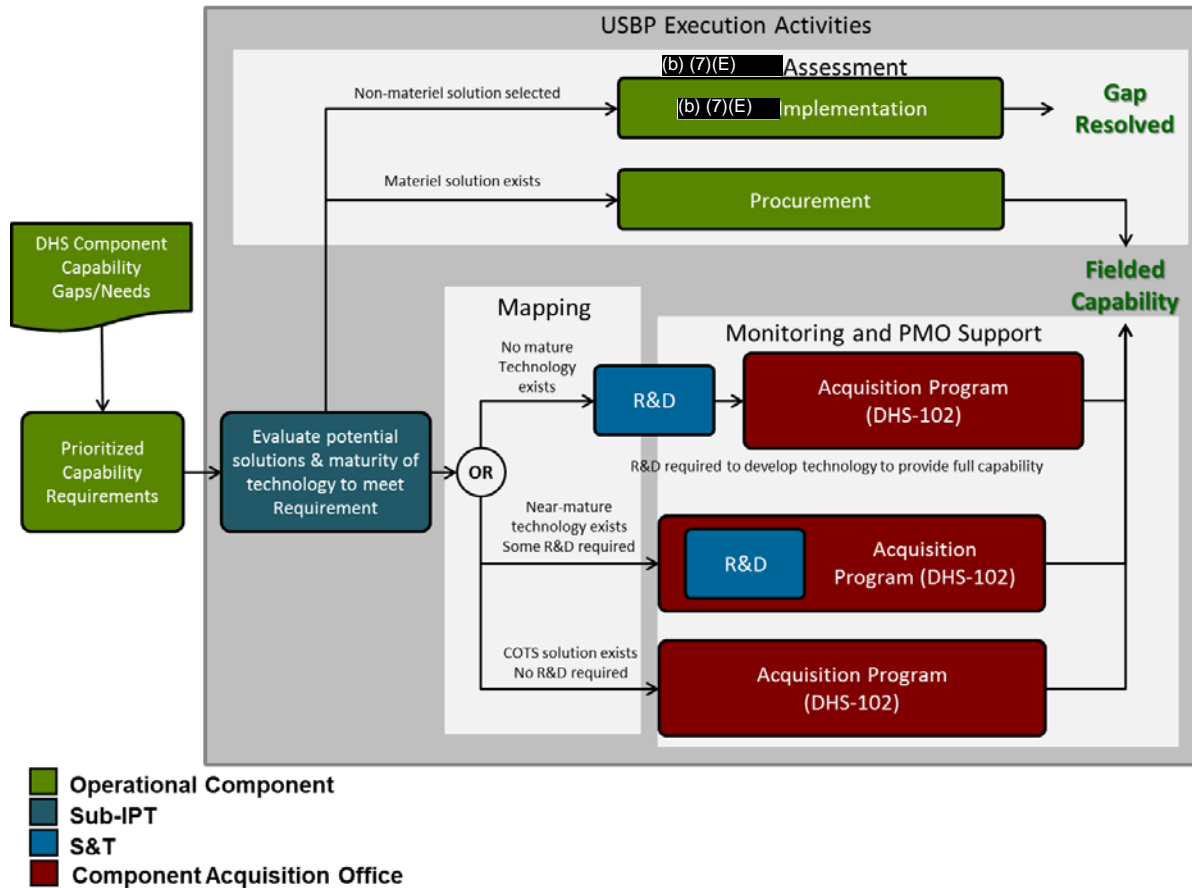 USBP Execution Activities
(b) (7)(E) Assessment
Non-materiel solution selected
(b) (7)(E) Implementation
Gap
Resolved
Materiel solution exists
Procurement
DHS Component
Capability
Gaps/Needs
Fielded
Capability
Mapping
Monitoring and PMO Support
No mature
Technology
exists
R&D
Acquisition Program
(DHS-102)
Prioritized
Capability
Requirements
Evaluate potential
solutions & maturity of
technology to meet
Requirement
OR
R&D required to develop technology to provide full capability
Near-mature
technology exists
Some R&D required
R&D
Acquisition
Program (DHS-102)
COTS solution exists
No R&D required
Acquisition Program
(DHS-102)
Operational Component
Sub-IPT
S&T
Component Acquisition Office